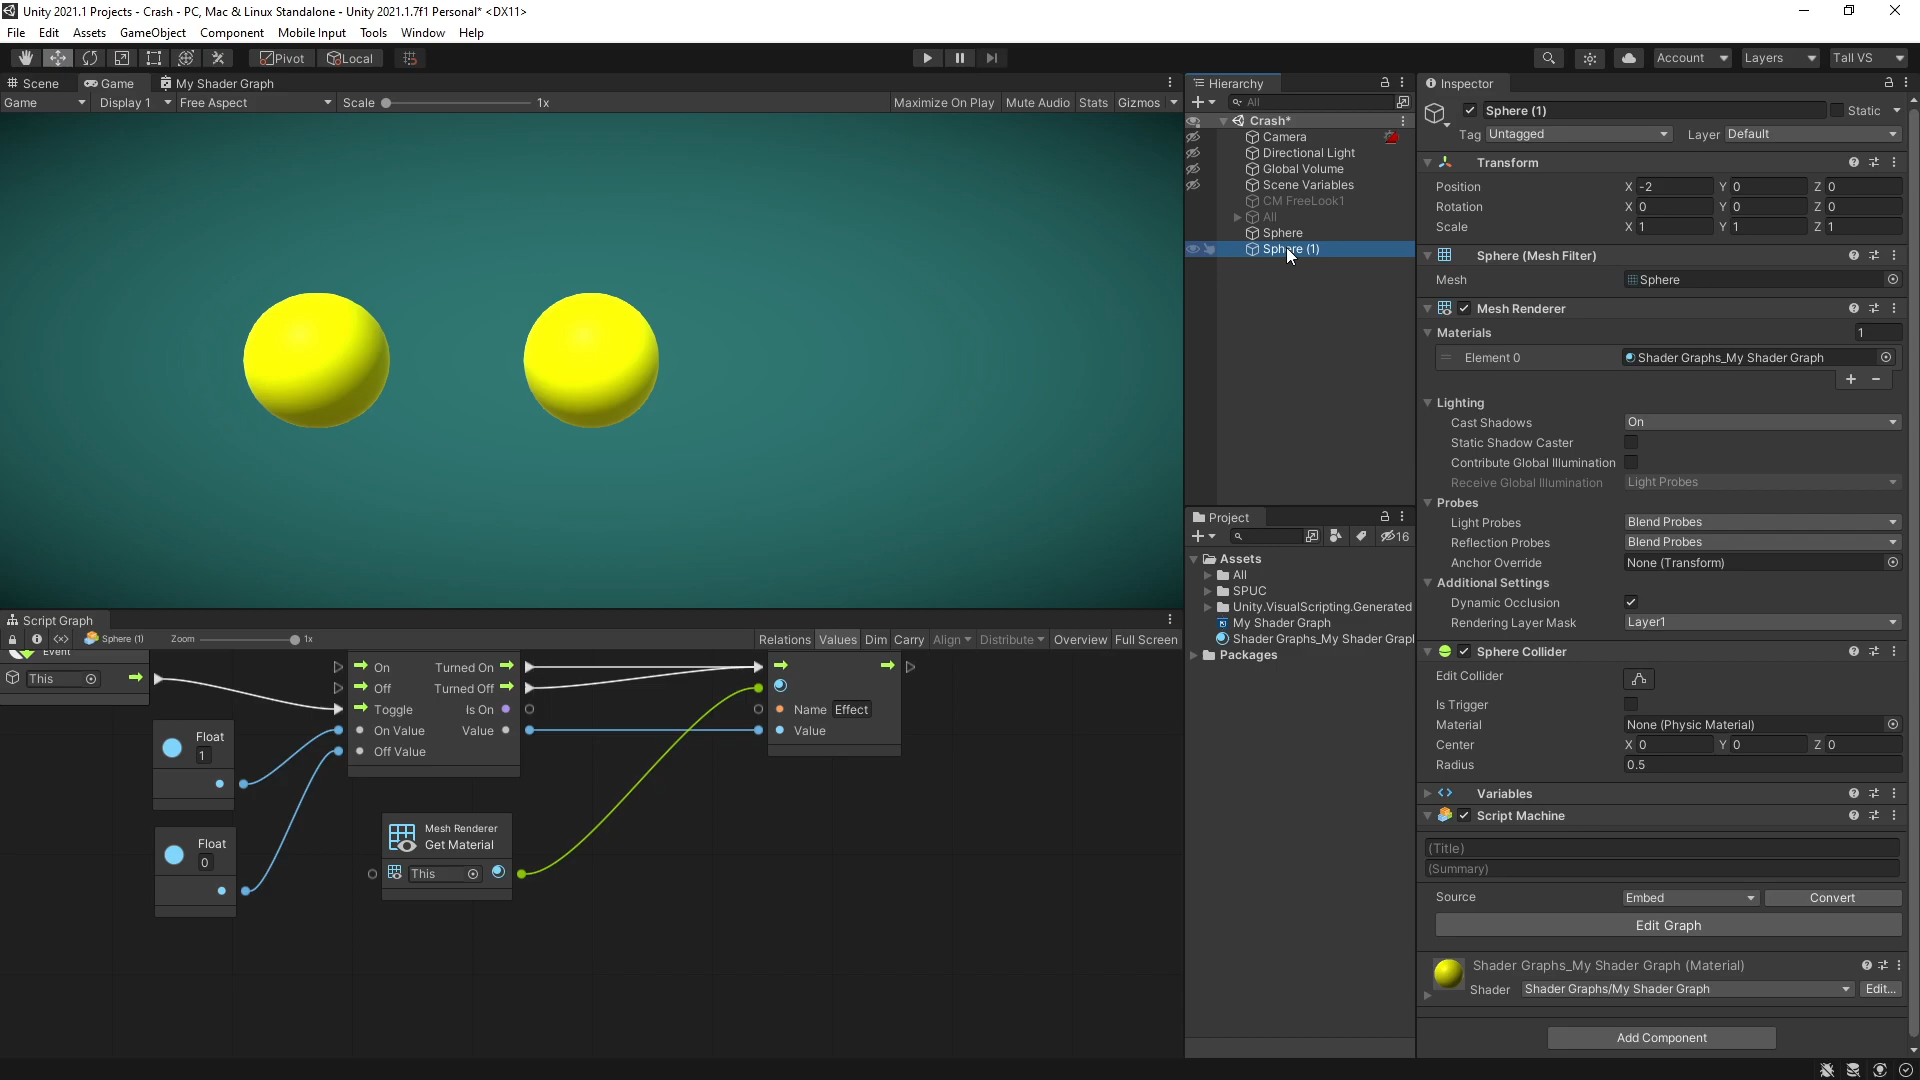 Unity 2021.1 Projects - Crash - PC, Mac & Linux Standalone - Unity 2021.1.7f1 Personal* <DX11>
File Edit Assets GameObject Component Mobile Input Tools Window Help
Pivot Local Account Layers Tall VS
Scene Game My Shader Graph
Game Display 1 Free Aspect Scale 1x Maximize On Play Mute Audio Stats Gizmos
Hierarchy
All
Crash*
Camera
Directional Light
Global Volume
Scene Variables
CM FreeLook1
All
Sphere
Sphere (1)
Project
16
Assets
All
SPUC
Unity.VisualScripting.Generated
My Shader Graph
Shader Graphs_My Shader Grap
Packages
Inspector
Sphere (1) Static
Tag Untagged Layer Default
Transform
Position X -2 Y 0 Z 0
Rotation X 0 Y 0 Z 0
Scale X 1 Y 1 Z 1
Sphere (Mesh Filter)
Mesh Sphere
Mesh Renderer
Materials 1
Element 0 Shader Graphs_My Shader Graph
Lighting
Cast Shadows On
Static Shadow Caster
Contribute Global Illumination
Receive Global Illumination Light Probes
Probes
Light Probes Blend Probes
Reflection Probes Blend Probes
Anchor Override None (Transform)
Additional Settings
Dynamic Occlusion
Rendering Layer Mask Layer1
Sphere Collider
Edit Collider
Is Trigger
Material None (Physic Material)
Center X 0 Y 0 Z 0
Radius 0.5
Variables
Script Machine
(Title)
(Summary)
Source Embed Convert
Edit Graph
Shader Graphs_My Shader Graph (Material)
Shader Shader Graphs/My Shader Graph Edit...
Add Component
Script Graph
Sphere (1) Zoom 1x Relations Values Dim Carry Align Distribute Overview Full Screen
Event
This
On Turned On
Off Turned Off
Toggle Is On
On Value Value
Off Value
Name Effect
Value
Float
1
Float
0
Mesh Renderer
Get Material
This